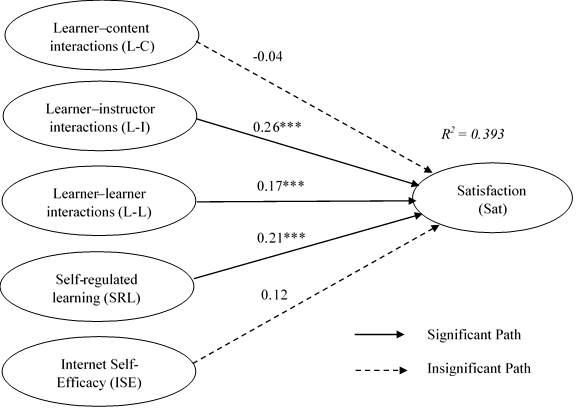 Learner–content
interactions (L-C)
-0.04
Learner–instructor
interactions (L-I)
0.26***
R² = 0.393
Learner–learner
interactions (L-L)
0.17***
Satisfaction
(Sat)
0.21***
Self-regulated
learning (SRL)
0.12
Significant Path
Internet Self-
Efficacy (ISE)
Insignificant Path